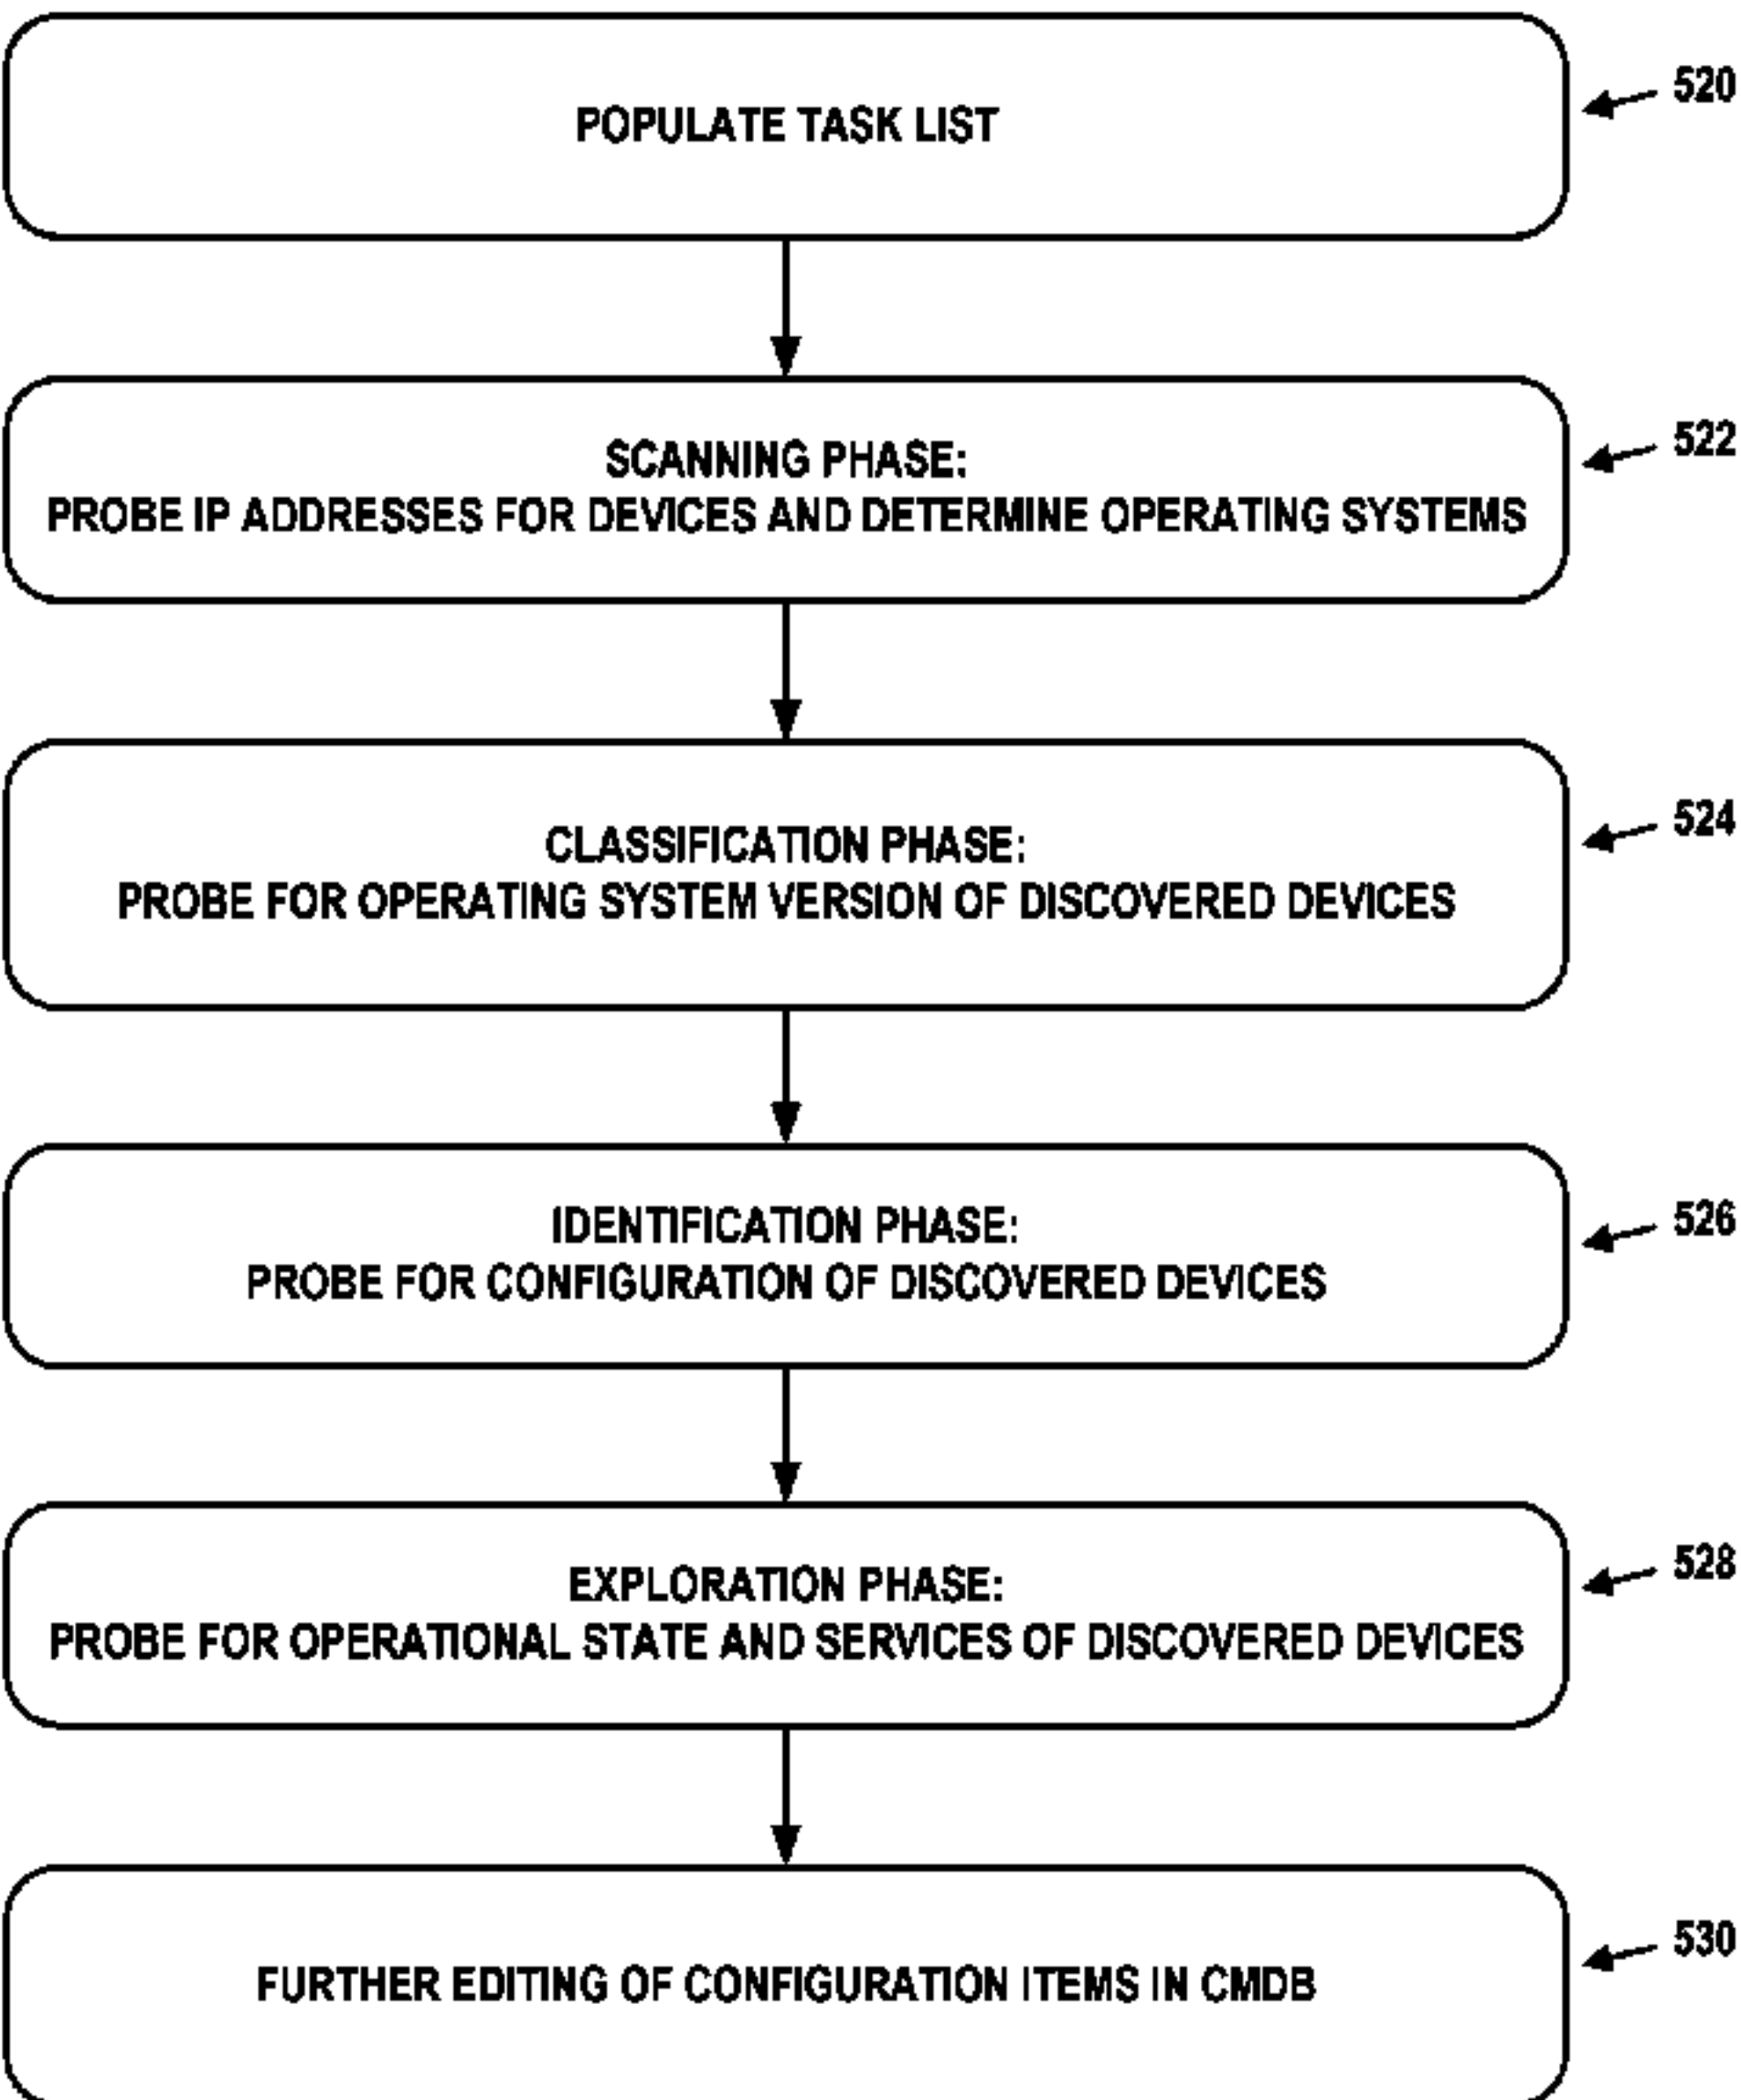 POPULATE TASK LIST
520
SCANNING PHASE:
PROBE IP ADDRESSES FOR DEVICES AND DETERMINE OPERATING SYSTEMS
522
CLASSIFICATION PHASE:
PROBE FOR OPERATING SYSTEM VERSION OF DISCOVERED DEVICES
524
IDENTIFICATION PHASE:
PROBE FOR CONFIGURATION OF DISCOVERED DEVICES
526
EXPLORATION PHASE:
PROBE FOR OPERATIONAL STATE AND SERVICES OF DISCOVERED DEVICES
528
FURTHER EDITING OF CONFIGURATION ITEMS IN CMDB
530